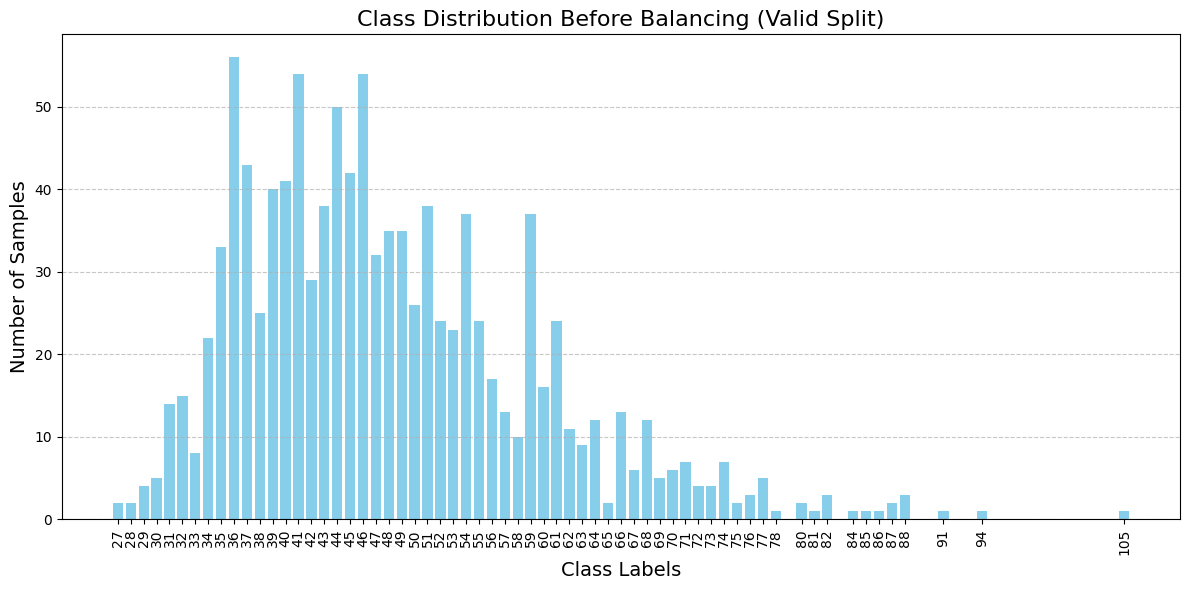 Class Distribution Before Balancing (Valid Split)
Number of Samples
50
40
30
20
10
0
27 28 29 30 31 32 33 34 35 36 37 38 39 40 41 42 43 44 45 46 47 48 49 50 51 52 53 54 55 56 57 58 59 60 61 62 63 64 65 66 67 68 69 70 71 72 73 74 75 76 77 78 80 81 82 84 85 86 87 88 91 94 105
Class Labels